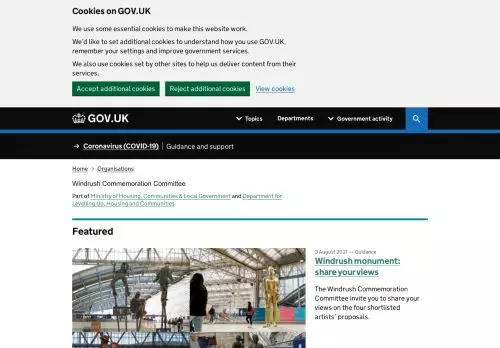 Cookies on GOV.UK
We use some essential cookies to make this website work.
We'd like to set additional cookies to understand how you use GOV.UK,
remember your settings and improve government services.
We also use cookies set by other sites to help us deliver content from their
services.
Accept additional cookies Reject additional cookies View cookies
GOV.UK Topics Departments Government activity
→ Coronavirus (COVID-19) Guidance and support
Home > Organisations
Windrush Commemoration Committee
Part of 'Ministry of Housing, Communities & Local Government and Department for
Levelling Up, Housing and Communities
Featured
3 August 2021 — Guidance
Windrush monument:
share your views
The Windrush Commemoration
Committee invite you to share your
views on the four shortlisted
artists' proposals.